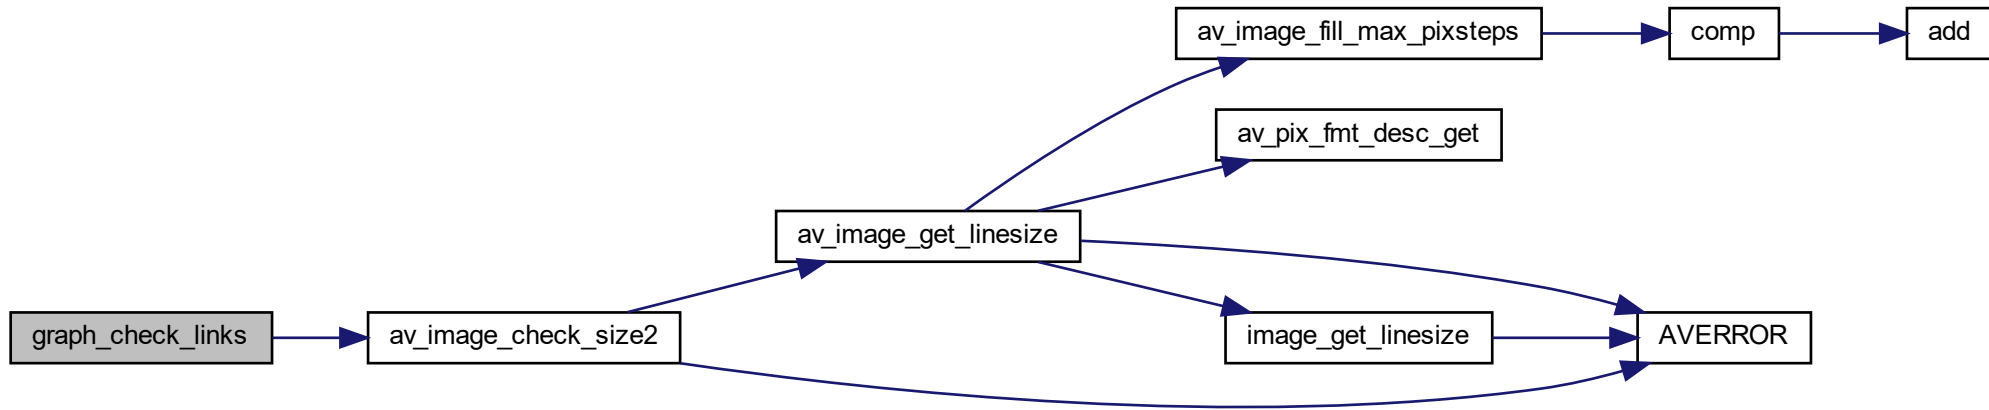 av_image_fill_max_pixsteps
comp
add
av_pix_fmt_desc_get
av_image_get_linesize
graph_check_links
av_image_check_size2
image_get_linesize
AVERROR